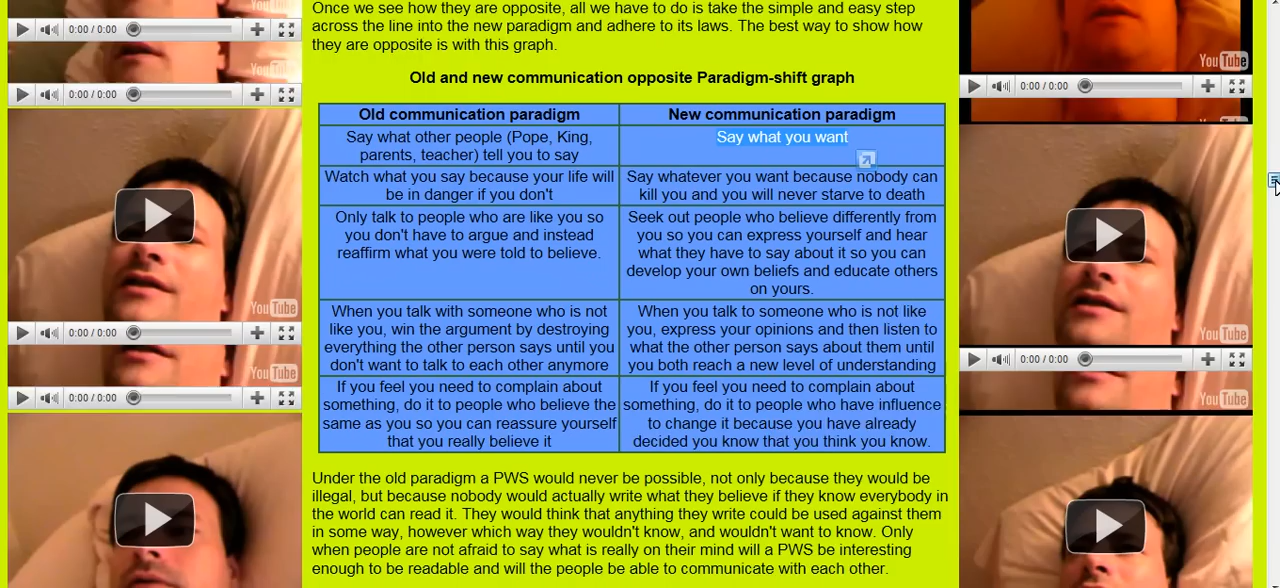 Once we see how they are opposite, all we have to do is take the simple and easy step
across the line into the new paradigm and adhere to its laws. The best way to show how
they are opposite is with this graph.
Old and new communication opposite Paradigm-shift graph
Old communication paradigm
New communication paradigm
Say what other people (Pope, King,
parents, teacher) tell you to say
Say what you want
Watch what you say because your life will
be in danger if you don't
Say whatever you want because nobody can
kill you and you will never starve to death
Only talk to people who are like you so
you don't have to argue and instead
reaffirm what you were told to believe.
Seek out people who believe differently from
you so you can express yourself and hear
what they have to say about it so you can
develop your own beliefs and educate others
on yours.
When you talk with someone who is not
like you, win the argument by destroying
everything the other person says until you
don't want to talk to each other anymore
When you talk to someone who is not like
you, express your opinions and then listen to
what the other person says about them until
you both reach a new level of understanding
If you feel you need to complain about
something, do it to people who believe the
same as you so you can reassure yourself
that you really believe it
If you feel you need to complain about
something, do it to people who have influence
to change it because you have already
decided you know that you think you know.
Under the old paradigm a PWS would never be possible, not only because they would be
illegal, but because nobody would actually write what they believe if they know everybody in
the world can read it. They would think that anything they write could be used against them
in some way, however which way they wouldn't know, and wouldn't want to know. Only
when people are not afraid to say what is really on their mind will a PWS be interesting
enough to be readable and will the people be able to communicate with each other.
0:00 / 0:00
YouTube
0:00 / 0:00
YouTube
0:00 / 0:00
YouTube
0:00 / 0:00
YouTube
0:00 / 0:00
YouTube
0:00 / 0:00
YouTube